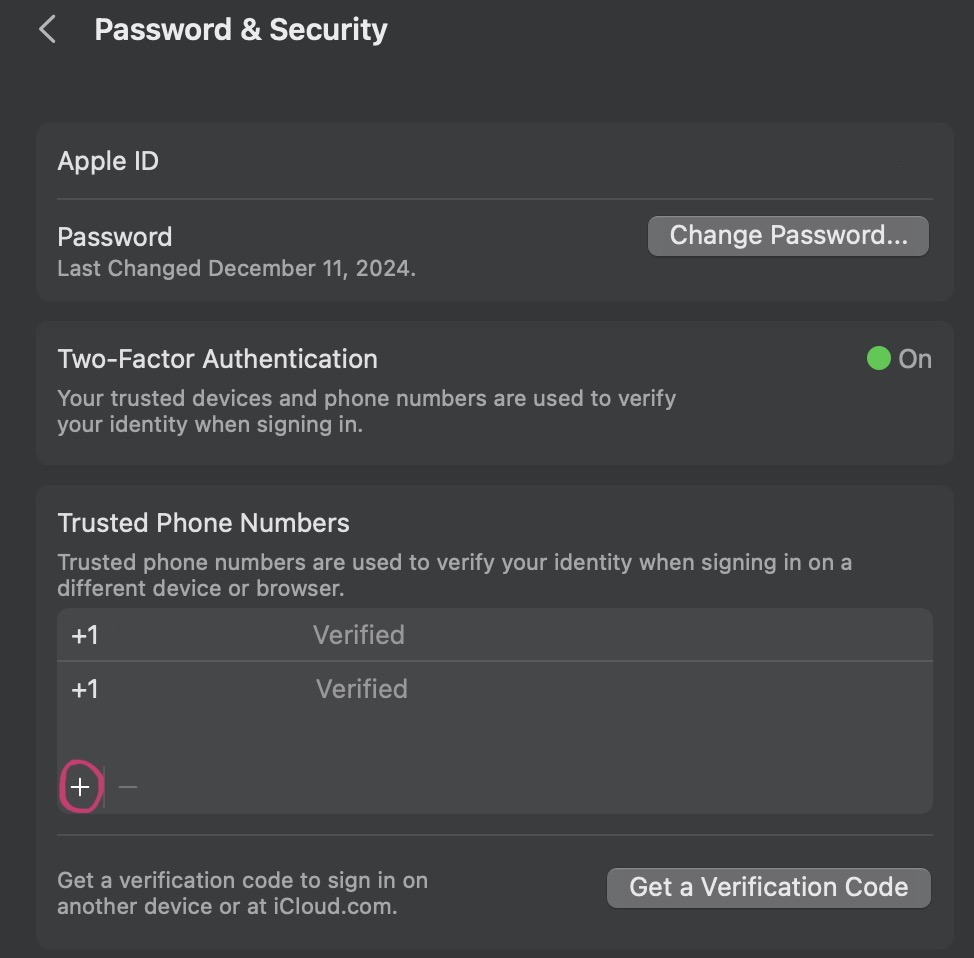 Password & Security
Apple ID
Password
Change Password...
Last Changed December 11, 2024.
Two-Factor Authentication
On
Your trusted devices and phone numbers are used to verify
your identity when signing in.
Trusted Phone Numbers
Trusted phone numbers are used to verify your identity when signing in on a
different device or browser.
+1 Verified
+1 Verified
+ −
Get a verification code to sign in on
another device or at iCloud.com.
Get a Verification Code